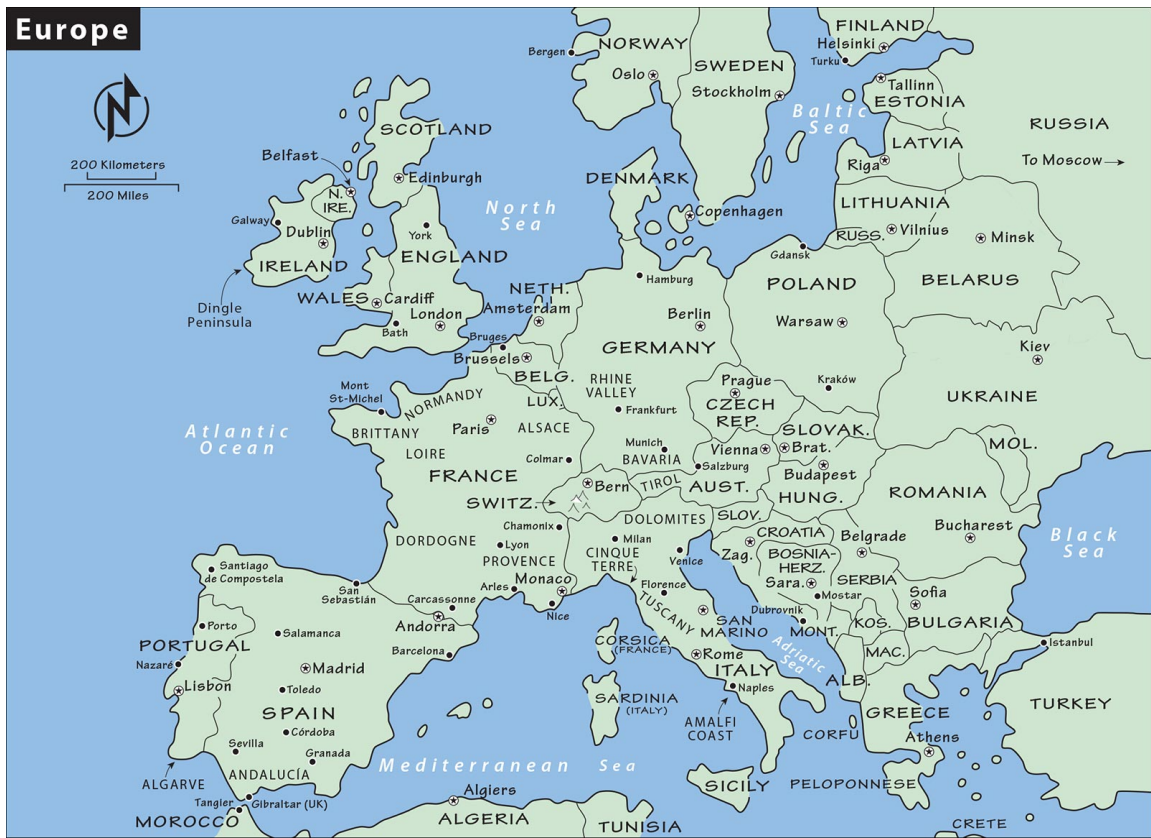 Europe
N
200 Kilometers
200 Miles
NORWAY
Bergen
Oslo
SWEDEN
Stockholm
FINLAND
Helsinki
Turku
Tallinn
ESTONIA
Baltic
Sea
LATVIA
Riga
RUSSIA
To Moscow
SCOTLAND
Belfast
Edinburgh
N.
IRE.
Galway
Dublin
IRELAND
Dingle
Peninsula
York
ENGLAND
WALES
Cardiff
London
Bath
North
Sea
DENMARK
Copenhagen
LITHUANIA
RUSS.
Vilnius
Minsk
BELARUS
Gdansk
POLAND
Warsaw
Kraków
Hamburg
Berlin
GERMANY
RHINE
VALLEY
Frankfurt
Munich
BAVARIA
NETH.
Amsterdam
Bruges
Brussels
BELG.
LUX.
Kiev
UKRAINE
MOL.
Prague
CZECH
REP.
SLOVAK.
Brat.
Vienna
Salzburg
TIROL
AUST.
Budapest
HUNG.
ROMANIA
Bucharest
Black
Sea
Atlantic
Ocean
Mont
St-Michel
NORMANDY
BRITTANY
Paris
ALSACE
LOIRE
Colmar
FRANCE
SWITZ.
Bern
Chamonix
DORDOGNE
Lyon
PROVENCE
Arles
Monaco
Nice
Carcassonne
Andorra
DOLOMITES
Milan
CINQUE
TERRE
Venice
Florence
TUSCANY
SAN
MARINO
Rome
ITALY
Naples
AMALFI
COAST
CORSICA
(FRANCE)
SARDINIA
(ITALY)
SICILY
Adriatic
Sea
SLOV.
CROATIA
Zag.
BOSNIA-
HERZ.
Sara.
Mostar
Dubrovnik
MONT.
Belgrade
SERBIA
KOS.
MAC.
ALB.
Sofia
BULGARIA
Istanbul
TURKEY
GREECE
Athens
CORFU
PELOPONNESE
CRETE
Santiago
de Compostela
San
Sebastián
Porto
PORTUGAL
Nazaré
Lisbon
Salamanca
Madrid
Toledo
SPAIN
Barcelona
Córdoba
Sevilla
Granada
ANDALUCÍA
ALGARVE
Tangier
Gibraltar (UK)
MOROCCO
Mediterranean Sea
Algiers
ALGERIA
TUNISIA